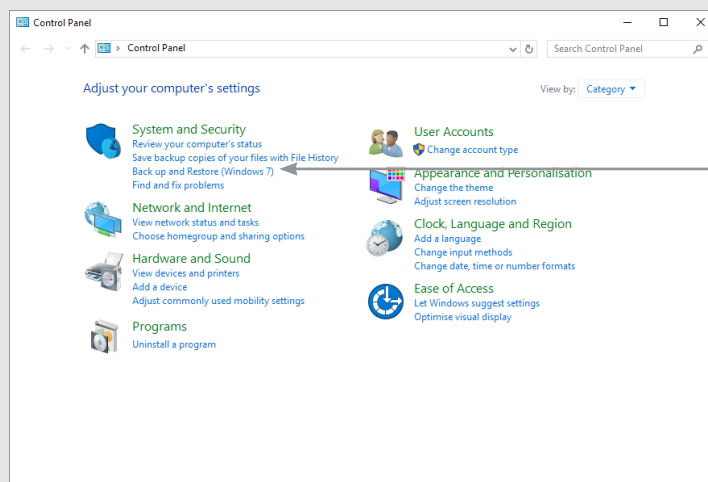 Control Panel
Control Panel
Search Control Panel
Adjust your computer's settings
View by: Category
System and Security
Review your computer's status
Save backup copies of your files with File History
Back up and Restore (Windows 7)
Find and fix problems
Network and Internet
View network status and tasks
Choose homegroup and sharing options
Hardware and Sound
View devices and printers
Add a device
Adjust commonly used mobility settings
Programs
Uninstall a program
User Accounts
Change account type
Appearance and Personalisation
Change the theme
Adjust screen resolution
Clock, Language and Region
Add a language
Change input methods
Change date, time or number formats
Ease of Access
Let Windows suggest settings
Optimise visual display